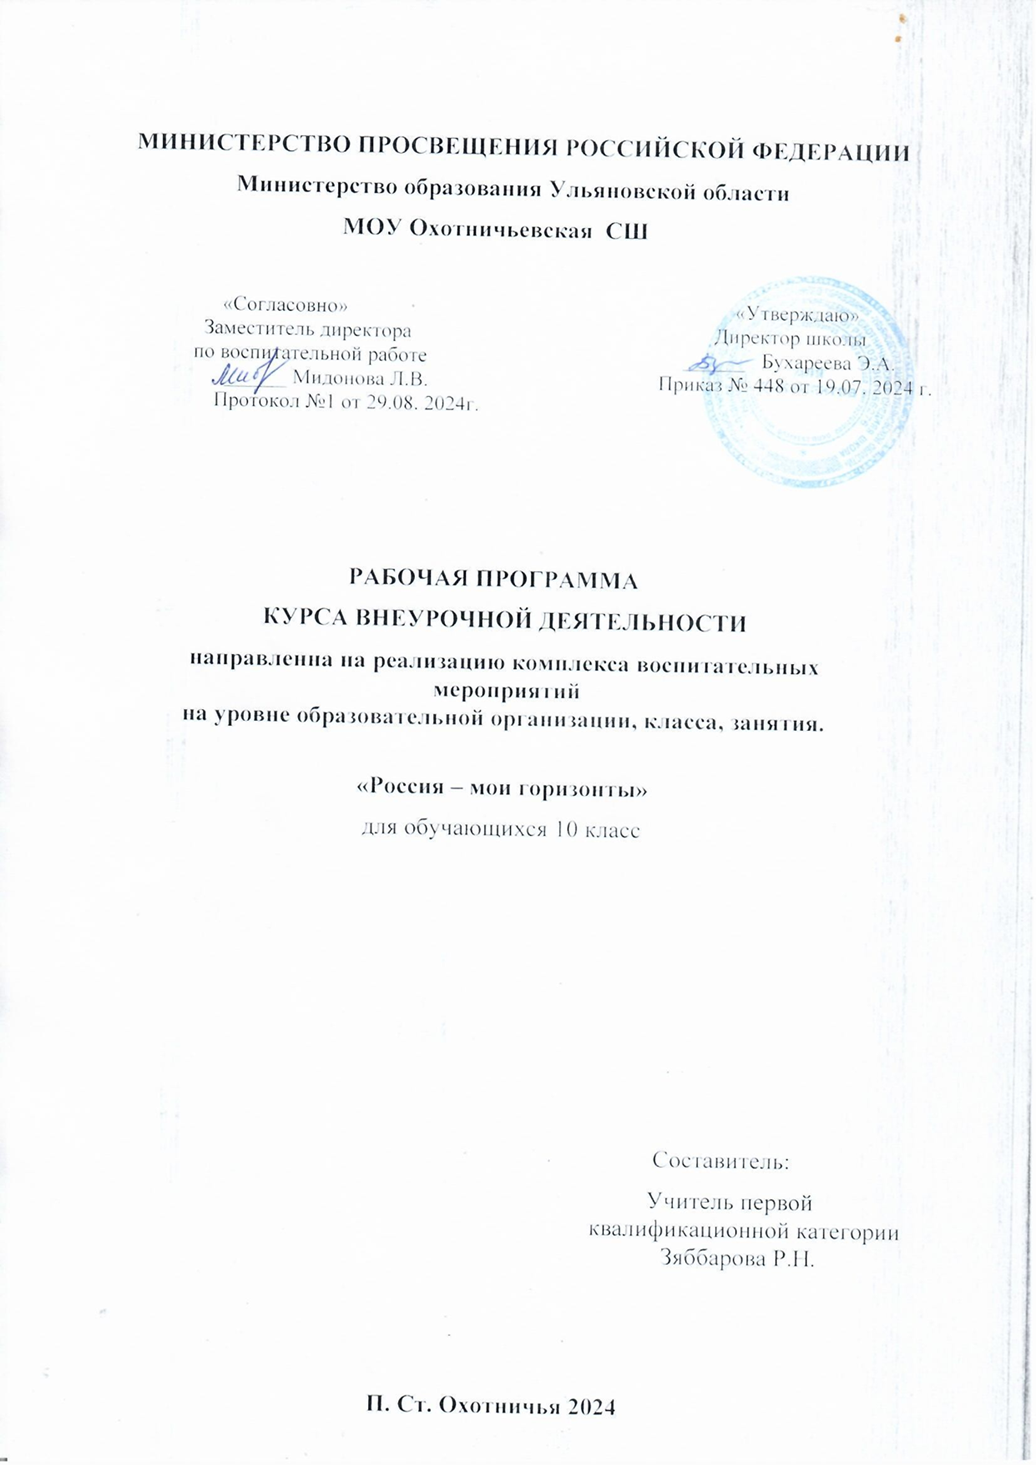 МИНИСТЕРСТВО ПРОСВЕЩЕНИЯ РОССИЙСКОЙ ФЕДЕРАЦИИ
Министерство образования Ульяновской области
МОУ Охотничьевская СШ
«Согласовно»
Заместитель директора
по воспитательной работе
Мидонова Л.В.
Протокол №1 от 29.08. 2024г.
«Утверждаю»
Директор школы
Бухареева Э.А.
Приказ № 448 от 19.07. 2024 г.
РАБОЧАЯ ПРОГРАММА
КУРСА ВНЕУРОЧНОЙ ДЕЯТЕЛЬНОСТИ
направленна на реализацию комплекса воспитательных
мероприятий
на уровне образовательной организации, класса, занятия.
«Россия – мои горизонты»
для обучающихся 10 класс
Составитель:
Учитель первой
квалификационной категории
Зяббарова Р.Н.
П. Ст. Охотничья 2024